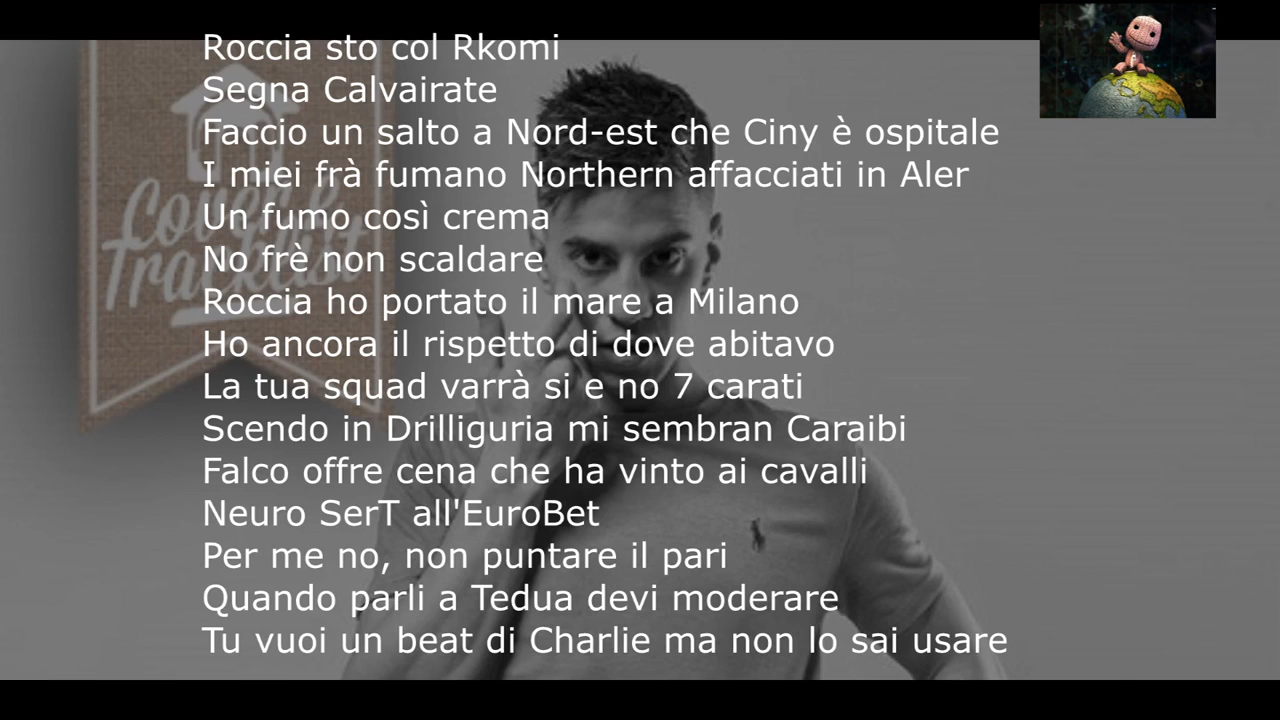 Roccia sto col Rkomi
Segna Calvairate
Faccio un salto a Nord-est che Ciny è ospitale
I miei frà fumano Northern affacciati in Aler
Un fumo così crema
No frè non scaldare
Roccia ho portato il mare a Milano
Ho ancora il rispetto di dove abitavo
La tua squad varrà si e no 7 carati
Scendo in Drilliguria mi sembran Caraibi
Falco offre cena che ha vinto ai cavalli
Neuro SerT all'EuroBet
Per me no, non puntare il pari
Quando parli a Tedua devi moderare
Tu vuoi un beat di Charlie ma non lo sai usare